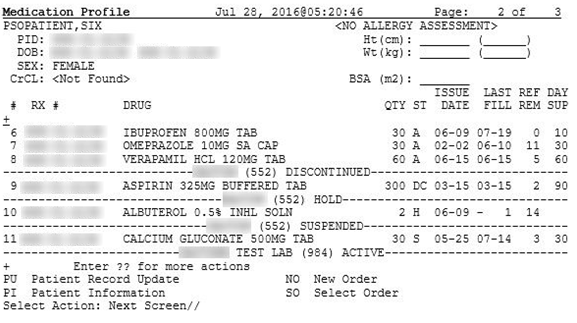 Medication Profile Jul 28, 2016@05:20:46 Page: 2 of 3
PSOPATIENT,SIX <NO ALLERGY ASSESSMENT>
PID: Ht(cm): _______ (______)
DOB: Wt(kg): _______ (______)
SEX: FEMALE
CrCL: <Not Found> BSA (m2): _______
ISSUE LAST REF DAY
# RX # DRUG QTY ST DATE FILL REM SUP
+
6 IBUPROFEN 800MG TAB 30 A 06-09 07-19 0 10
7 OMEPRAZOLE 10MG SA CAP 30 A 02-02 06-10 11 30
8 VERAPAMIL HCL 120MG TAB 60 A 06-15 06-15 5 60
(552) DISCONTINUED
9 ASPIRIN 325MG BUFFERED TAB 300 DC 03-15 03-15 2 90
(552) HOLD
10 ALBUTEROL 0.5% INHL SOLN 2 H 06-09 - 1 14
(552) SUSPENDED
11 CALCIUM GLUCONATE 500MG TAB 30 S 05-25 07-14 3 30
TEST LAB (984) ACTIVE
+ Enter ?? for more actions
PU Patient Record Update NO New Order
PI Patient Information SO Select Order
Select Action: Next Screen//